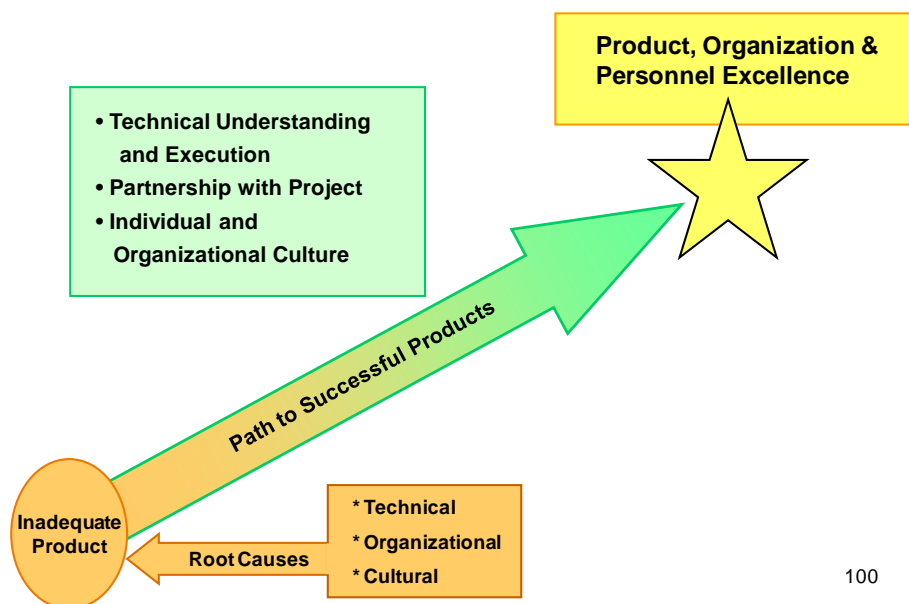 Product, Organization &
Personnel Excellence
• Technical Understanding
and Execution
• Partnership with Project
• Individual and
Organizational Culture
Path to Successful Products
Inadequate
Product
Root Causes
* Technical
* Organizational
* Cultural
100